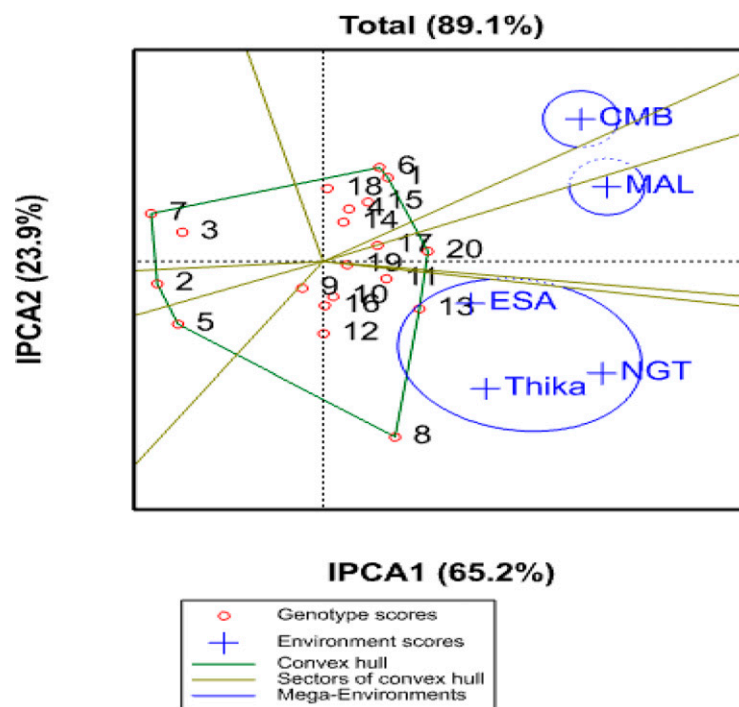 Total (89.1%)
IPCA2 (23.9%)
CMB
6
1
MAL
18
15
4
7
14
3
17
20
19
11
2
9
10
ESA
16
13
5
12
NGT
Thika
8
IPCA1 (65.2%)
Genotype scores
Environment scores
Convex hull
Sectors of convex hull
Mega-Environments